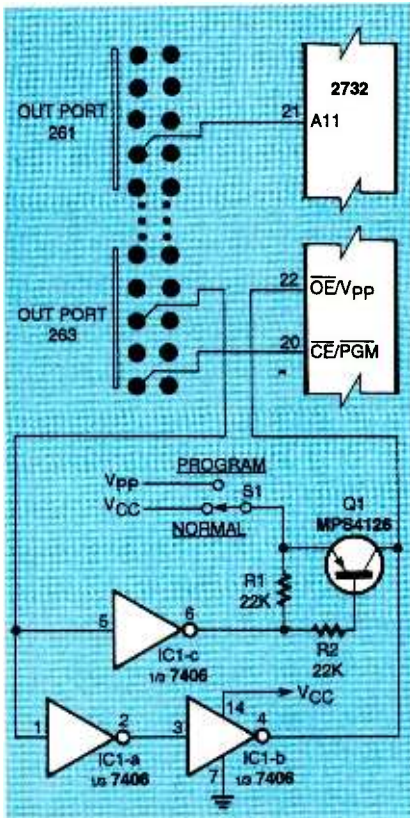 OUT PORT
261
2732
21
A11
OUT PORT
263
22
OE/VPP
20
CE/PGM
PROGRAM
VPP
VCC
S1
NORMAL
Q1
MPS4126
R1
22K
R2
22K
5
6
IC1-c
1/3 7406
1
2
3
14
VCC
4
7
IC1-a
1/3 7406
IC1-b
1/3 7406